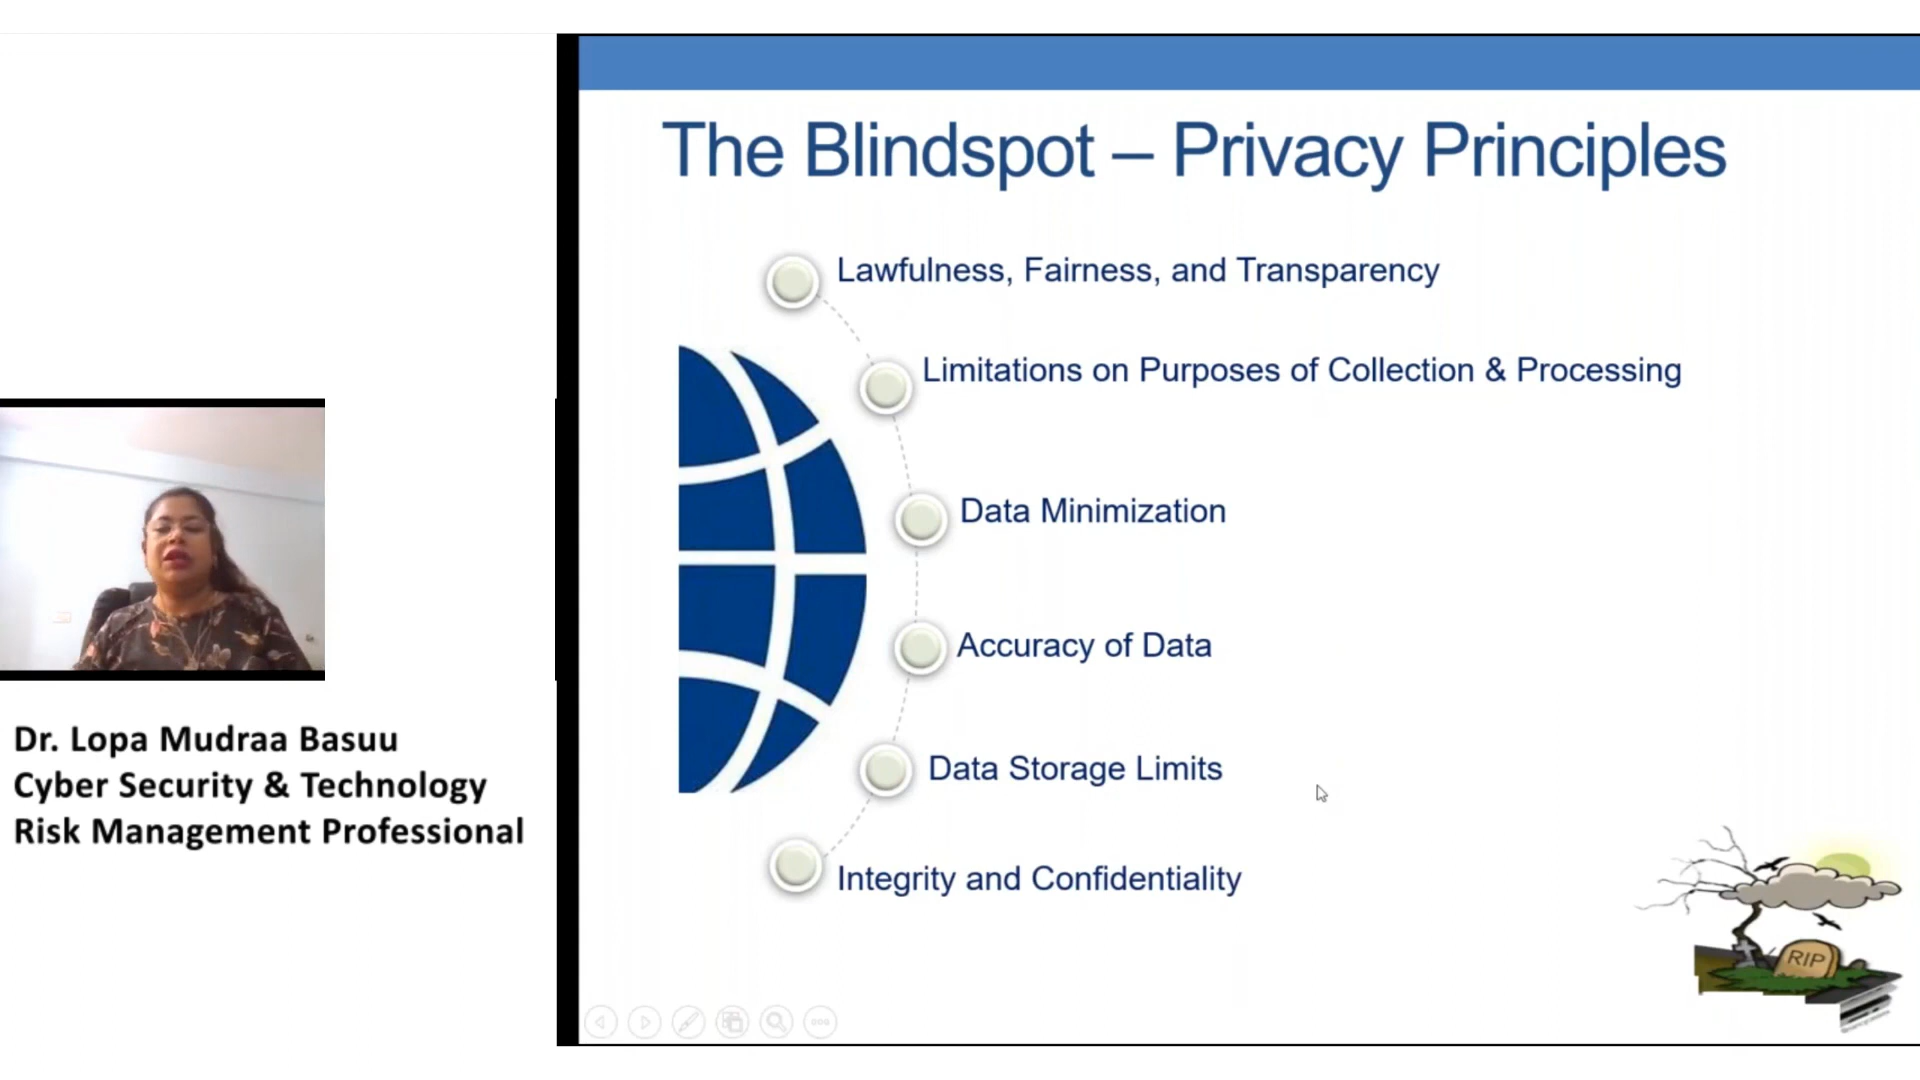 The Blindspot – Privacy Principles
Lawfulness, Fairness, and Transparency
Limitations on Purposes of Collection & Processing
Data Minimization
Accuracy of Data
Data Storage Limits
Integrity and Confidentiality
RIP
Dr. Lopa Mudraa Basuu
Cyber Security & Technology
Risk Management Professional